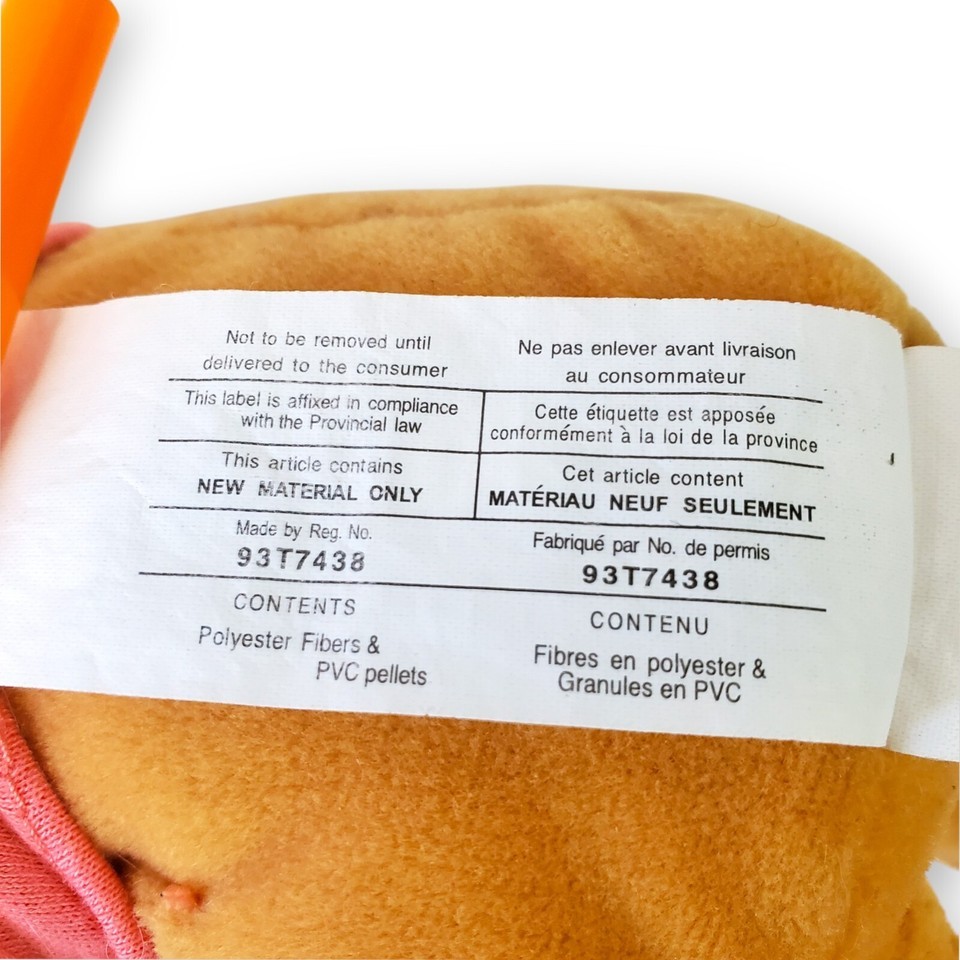 Not to be removed until
delivered to the consumer
This label is affixed in compliance
with the Provincial law
This article contains
NEW MATERIAL ONLY
Made by Reg. No.
93T7438
CONTENTS
Polyester Fibers &
PVC pellets
Ne pas enlever avant livraison
au consommateur
Cette étiquette est apposée
conformément à la loi de la province
Cet article content
MATÉRIAU NEUF SEULEMENT
Fabriqué par No. de permis
93T7438
CONTENU
Fibres en polyester &
Granules en PVC